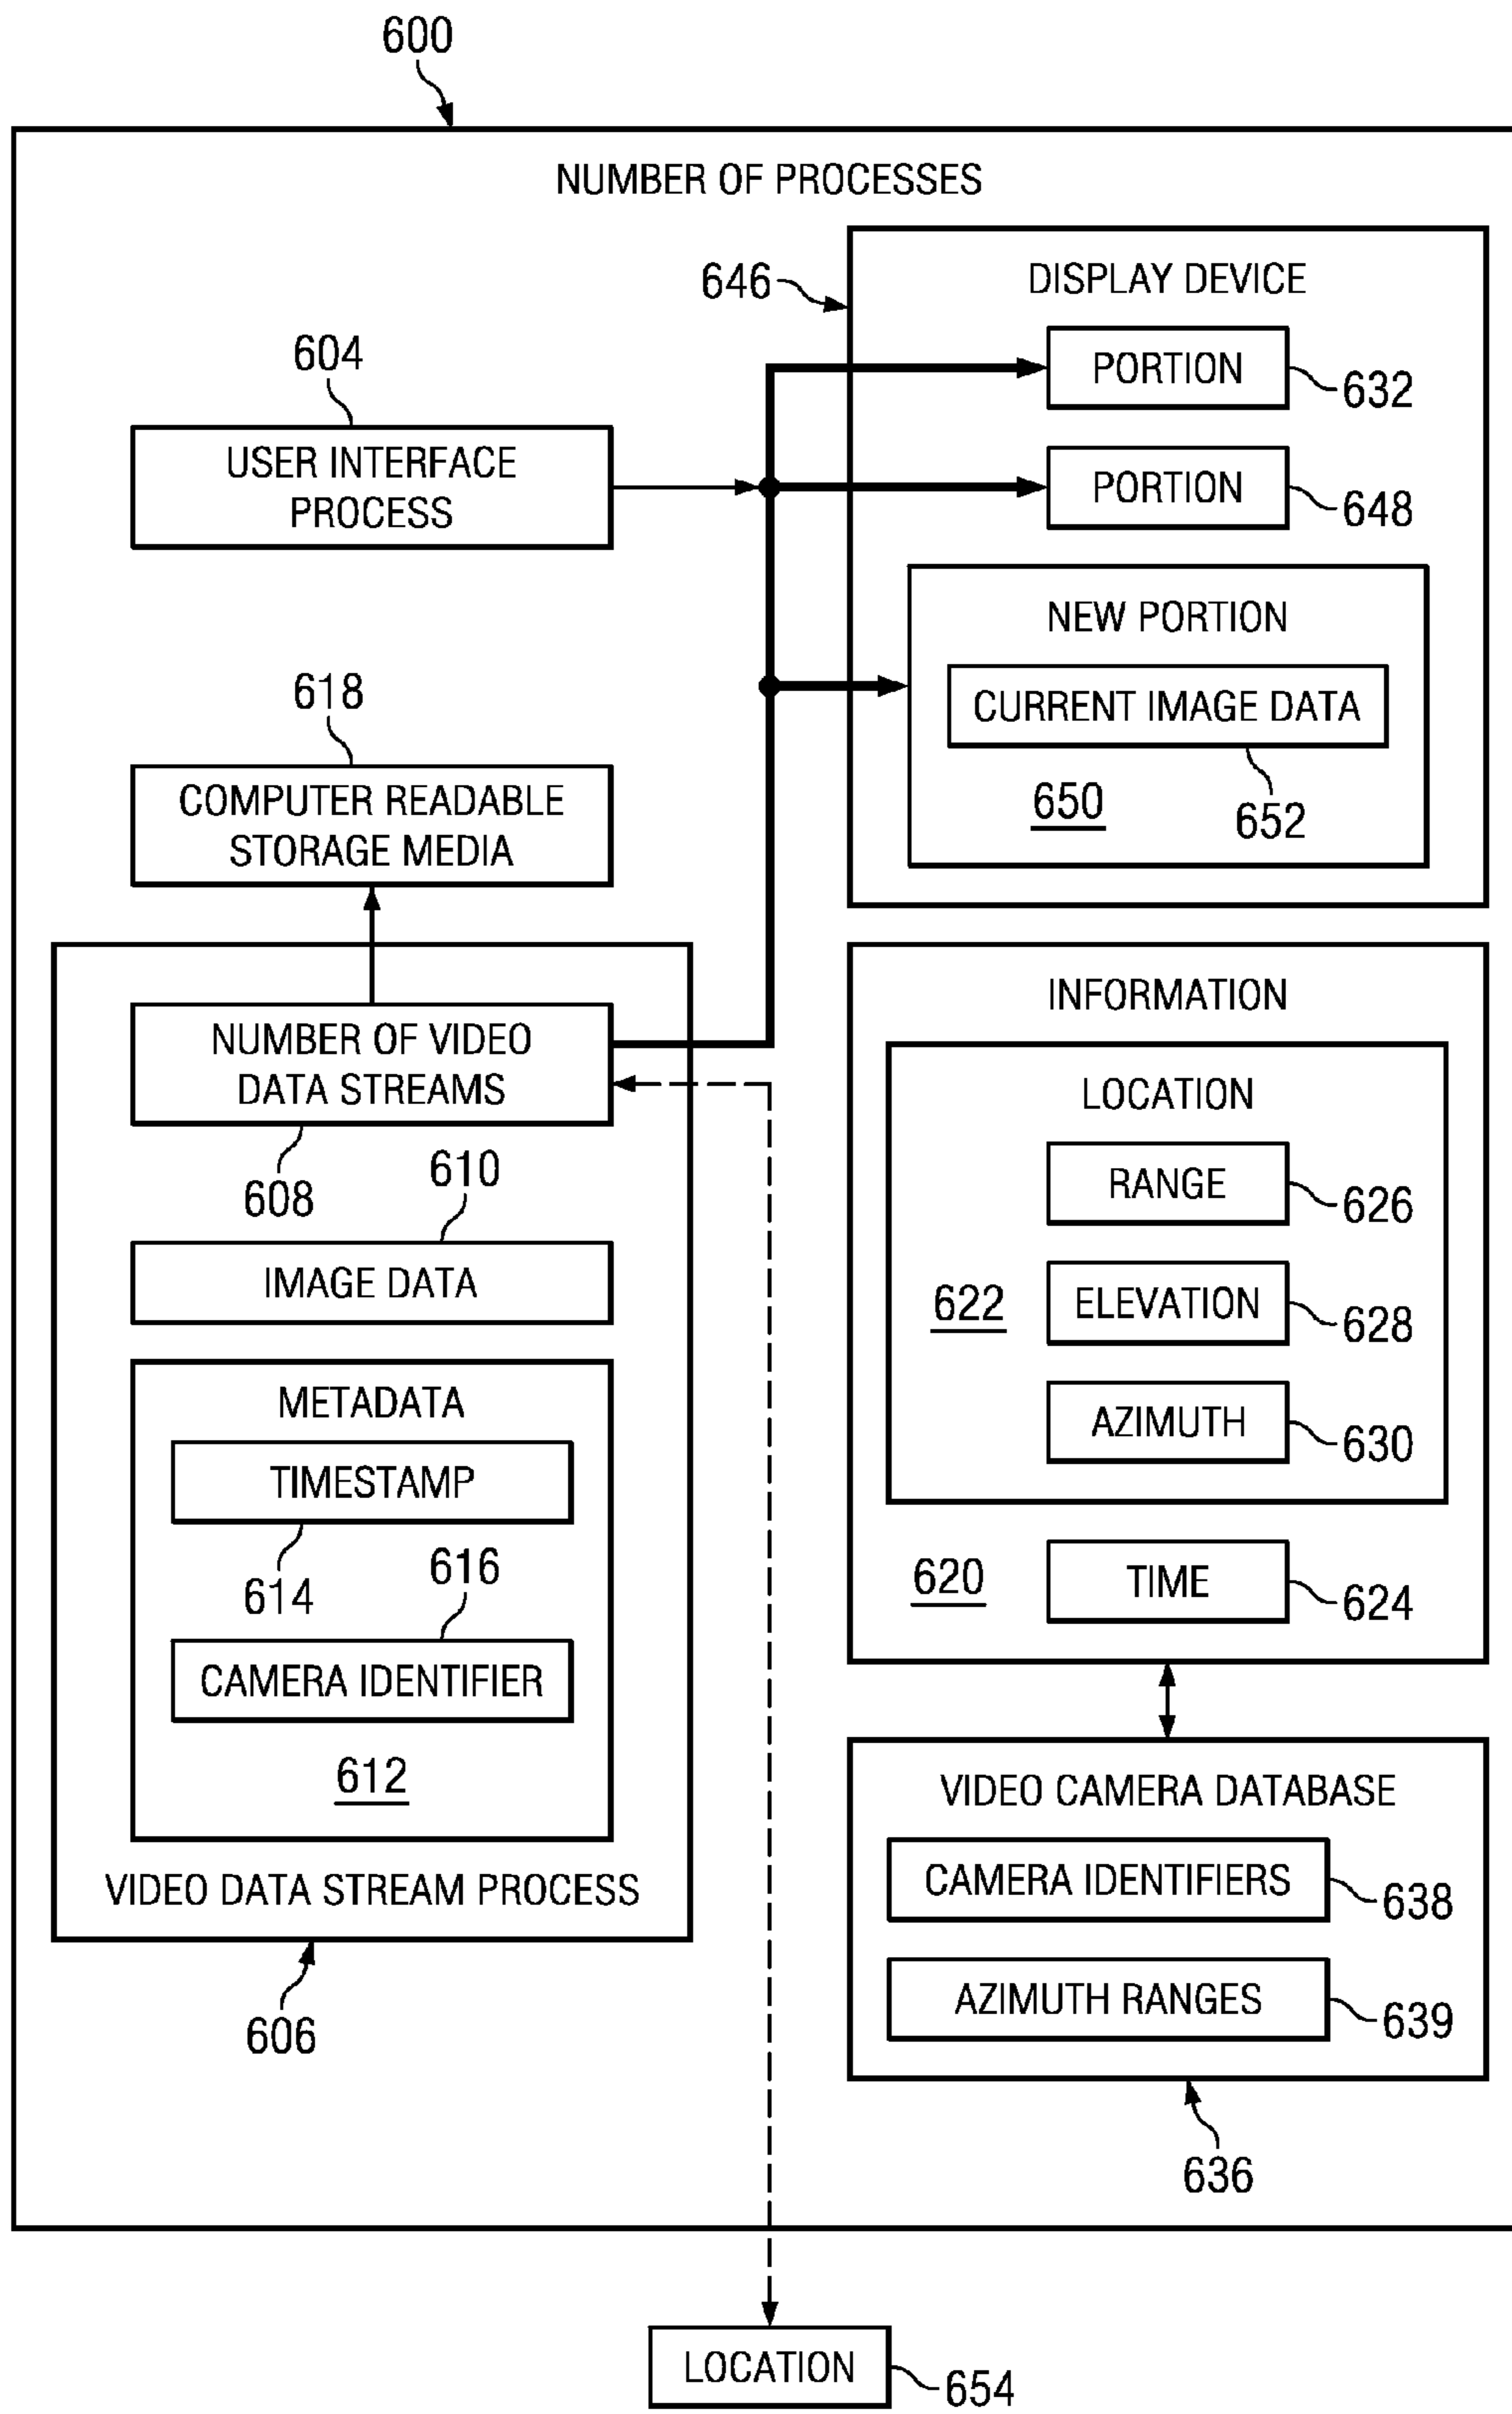 600
NUMBER OF PROCESSES
646
DISPLAY DEVICE
PORTION
632
PORTION
648
NEW PORTION
CURRENT IMAGE DATA
650
652
604
USER INTERFACE
PROCESS
618
COMPUTER READABLE
STORAGE MEDIA
NUMBER OF VIDEO
DATA STREAMS
608
610
IMAGE DATA
METADATA
TIMESTAMP
614
616
CAMERA IDENTIFIER
612
VIDEO DATA STREAM PROCESS
606
INFORMATION
LOCATION
RANGE
626
622
ELEVATION
628
AZIMUTH
630
620
TIME
624
VIDEO CAMERA DATABASE
CAMERA IDENTIFIERS
638
AZIMUTH RANGES
639
636
LOCATION
654